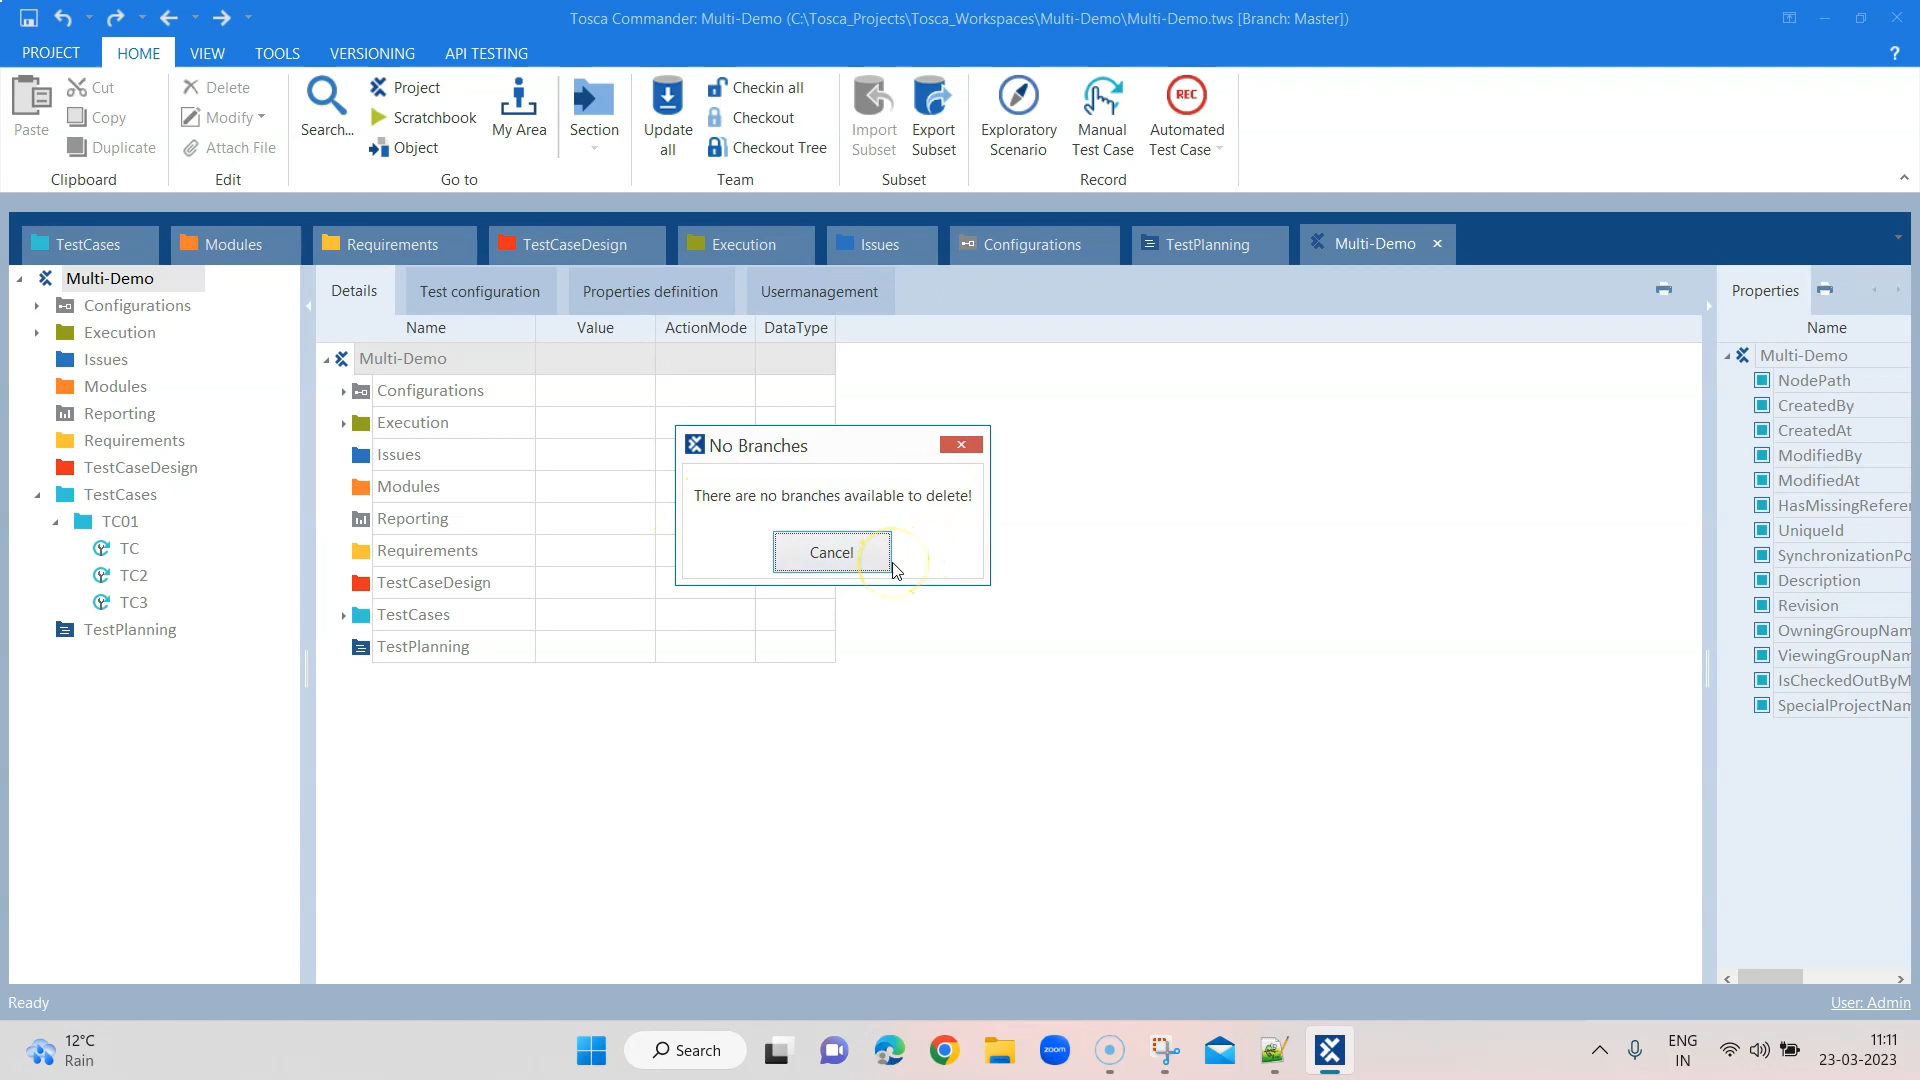 Tosca Commander: Multi-Demo (C:\Tosca_Projects\Tosca_Workspaces\Multi-Demo\Multi-Demo.tws [Branch: Master])
PROJECT HOME VIEW TOOLS VERSIONING API TESTING ?
Paste
Cut
Copy
Duplicate
Clipboard
Delete
Modify
Attach File
Edit
Search...
Project
Scratchbook
Object
My Area
Section
Go to
Update all
Checkin all
Checkout
Checkout Tree
Team
Import Subset
Export Subset
Subset
Exploratory Scenario
Manual Test Case
REC
Automated Test Case
Record
TestCases Modules Requirements TestCaseDesign Execution Issues Configurations TestPlanning Multi-Demo
Multi-Demo
Configurations
Execution
Issues
Modules
Reporting
Requirements
TestCaseDesign
TestCases
TC01
TC
TC2
TC3
TestPlanning
Details Test configuration Properties definition Usermanagement
Name Value ActionMode DataType
Multi-Demo
Configurations
Execution
Issues
Modules
Reporting
Requirements
TestCaseDesign
TestCases
TestPlanning
No Branches
There are no branches available to delete!
Cancel
Properties
Name
Multi-Demo
NodePath
CreatedBy
CreatedAt
ModifiedBy
ModifiedAt
HasMissingReferen
UniqueId
SynchronizationPo
Description
Revision
OwningGroupNam
ViewingGroupNam
IsCheckedOutByM
SpecialProjectNam
Ready
User: Admin
12°C
Rain
Search
zoom
ENG
IN
11:11
23-03-2023